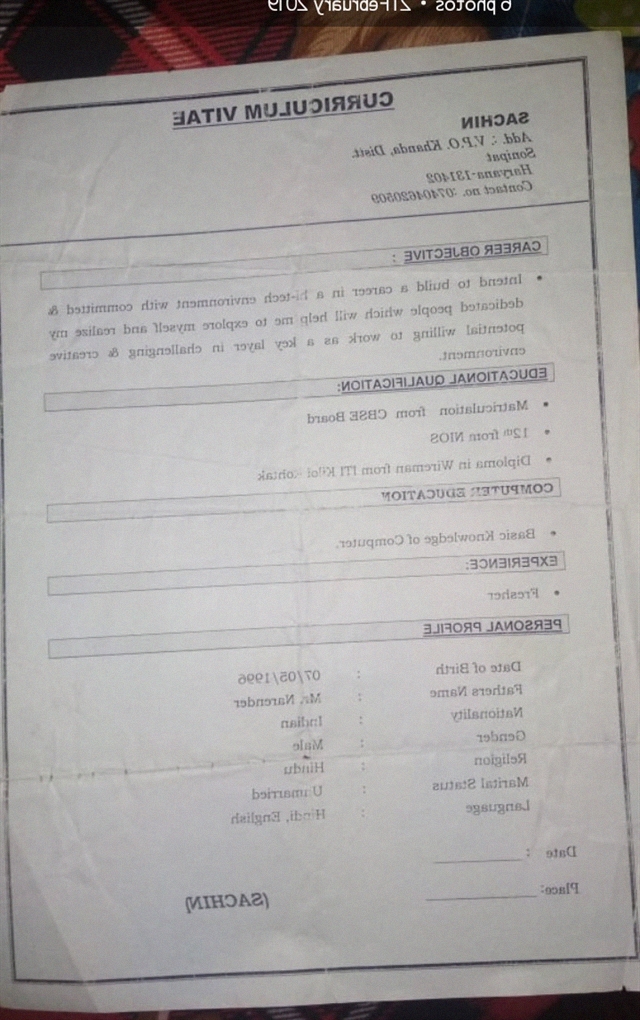 6 photos • 21 February 2019
CURRICULUM VITAE
SACHIN
Add. : V.P.O. Khanda, Distt.
Sonipat
Haryana-131402
Contact no. :07404620509
CAREER OBJECTIVE :
• Intend to build a career in a hi-tech environment with committed &
dedicated people which will help me to explore myself and realize my
potential willing to work as a key layer in challenging & creative
environment.
EDUCATIONAL QUALIFICATION:
• Matriculation from CBSE Board
• 12th from NIOS
• Diploma in Wireman from ITI Kiloi Rohtak
COMPUTER EDUCATION
• Basic Knowledge of Computer.
EXPERIENCE:
• Fresher
PERSONAL PROFILE
Date of Birth : 07/05/1996
Fathers Name : Mr. Narender
Nationality : Indian
Gender : Male
Religion : Hindu
Marital Status : Unmarried
Language : Hindi, English
Date :
Place:
(SACHIN)